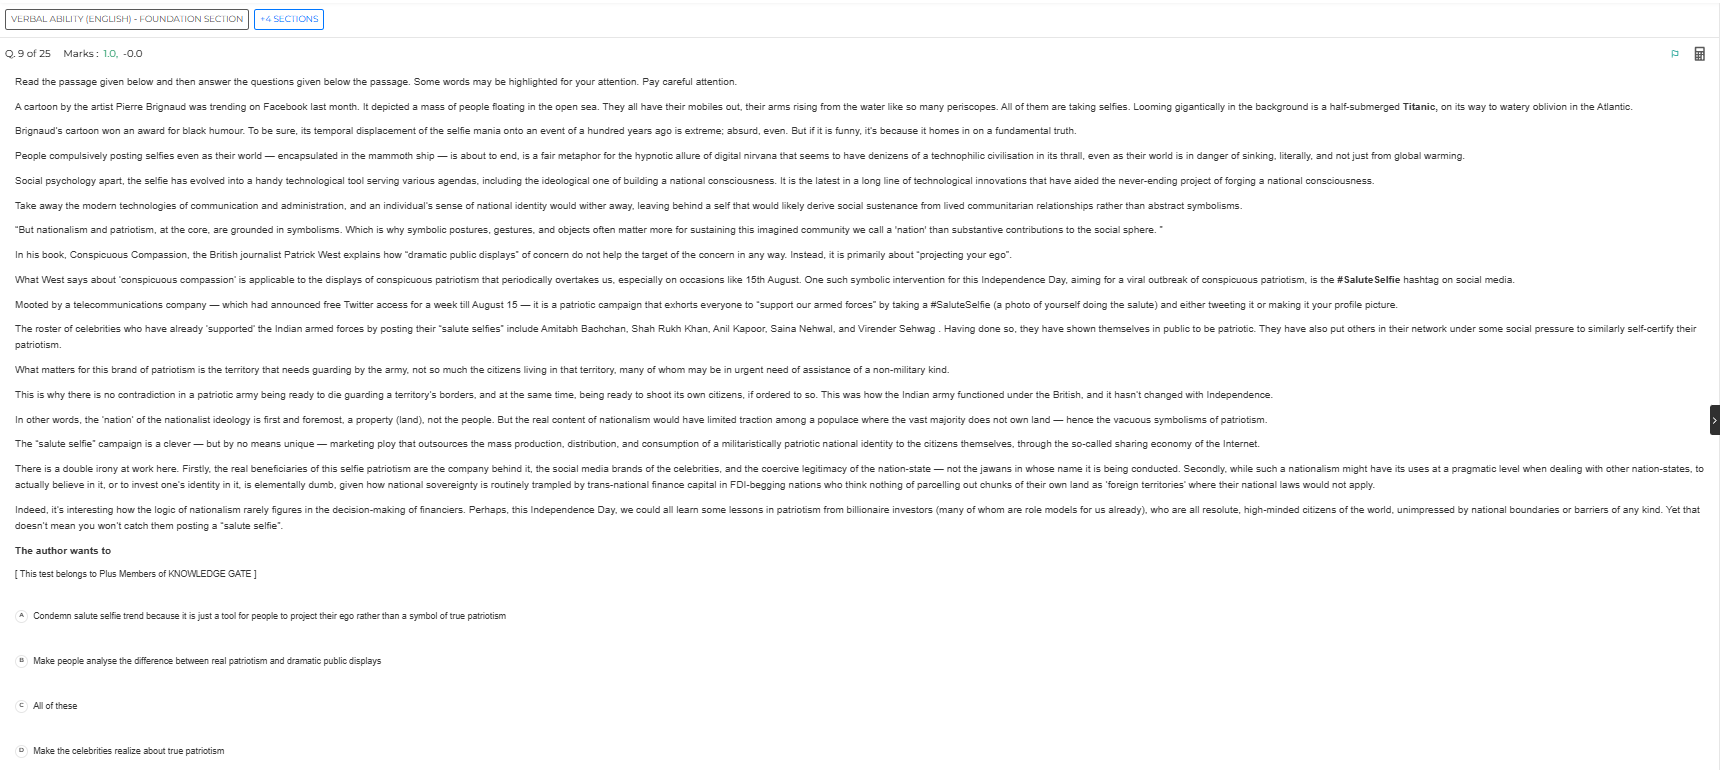 VERBAL ABILITY (ENGLISH) - FOUNDATION SECTION +4 SECTIONS
Q. 9 of 25 Marks : 1.0, -0.0
Read the passage given below and then answer the questions given below the passage. Some words may be highlighted for your attention. Pay careful attention.
A cartoon by the artist Pierre Brignaud was trending on Facebook last month. It depicted a mass of people floating in the open sea. They all have their mobiles out, their arms rising from the water like so many periscopes. All of them are taking selfies. Looming gigantically in the background is a half-submerged Titanic, on its way to watery oblivion in the Atlantic.
Brignaud's cartoon won an award for black humour. To be sure, its temporal displacement of the selfie mania onto an event of a hundred years ago is extreme; absurd, even. But if it is funny, it's because it homes in on a fundamental truth.
People compulsively posting selfies even as their world — encapsulated in the mammoth ship — is about to end, is a fair metaphor for the hypnotic allure of digital nirvana that seems to have denizens of a technophilic civilisation in its thrall, even as their world is in danger of sinking, literally, and not just from global warming.
Social psychology apart, the selfie has evolved into a handy technological tool serving various agendas, including the ideological one of building a national consciousness. It is the latest in a long line of technological innovations that have aided the never-ending project of forging a national consciousness.
Take away the modern technologies of communication and administration, and an individual's sense of national identity would wither away, leaving behind a self that would likely derive social sustenance from lived communitarian relationships rather than abstract symbolisms.
"But nationalism and patriotism, at the core, are grounded in symbolisms. Which is why symbolic postures, gestures, and objects often matter more for sustaining this imagined community we call a 'nation' than substantive contributions to the social sphere. "
In his book, Conspicuous Compassion, the British journalist Patrick West explains how "dramatic public displays" of concern do not help the target of the concern in any way. Instead, it is primarily about "projecting your ego".
What West says about 'conspicuous compassion' is applicable to the displays of conspicuous patriotism that periodically overtakes us, especially on occasions like 15th August. One such symbolic intervention for this Independence Day, aiming for a viral outbreak of conspicuous patriotism, is the #SaluteSelfie hashtag on social media.
Mooted by a telecommunications company — which had announced free Twitter access for a week till August 15 — it is a patriotic campaign that exhorts everyone to "support our armed forces" by taking a #SaluteSelfie (a photo of yourself doing the salute) and either tweeting it or making it your profile picture.
The roster of celebrities who have already 'supported' the Indian armed forces by posting their "salute selfies" include Amitabh Bachchan, Shah Rukh Khan, Anil Kapoor, Saina Nehwal, and Virender Sehwag . Having done so, they have shown themselves in public to be patriotic. They have also put others in their network under some social pressure to similarly self-certify their
patriotism.
What matters for this brand of patriotism is the territory that needs guarding by the army, not so much the citizens living in that territory, many of whom may be in urgent need of assistance of a non-military kind.
This is why there is no contradiction in a patriotic army being ready to die guarding a territory's borders, and at the same time, being ready to shoot its own citizens, if ordered to so. This was how the Indian army functioned under the British, and it hasn't changed with Independence.
In other words, the 'nation' of the nationalist ideology is first and foremost, a property (land), not the people. But the real content of nationalism would have limited traction among a populace where the vast majority does not own land — hence the vacuous symbolisms of patriotism.
The "salute selfie" campaign is a clever — but by no means unique — marketing ploy that outsources the mass production, distribution, and consumption of a militaristically patriotic national identity to the citizens themselves, through the so-called sharing economy of the Internet.
There is a double irony at work here. Firstly, the real beneficiaries of this selfie patriotism are the company behind it, the social media brands of the celebrities, and the coercive legitimacy of the nation-state — not the jawans in whose name it is being conducted. Secondly, while such a nationalism might have its uses at a pragmatic level when dealing with other nation-states, to
actually believe in it, or to invest one's identity in it, is elementally dumb, given how national sovereignty is routinely trampled by trans-national finance capital in FDI-begging nations who think nothing of parcelling out chunks of their own land as 'foreign territories' where their national laws would not apply.
Indeed, it's interesting how the logic of nationalism rarely figures in the decision-making of financiers. Perhaps, this Independence Day, we could all learn some lessons in patriotism from billionaire investors (many of whom are role models for us already), who are all resolute, high-minded citizens of the world, unimpressed by national boundaries or barriers of any kind. Yet that
doesn't mean you won't catch them posting a "salute selfie".
The author wants to
[ This test belongs to Plus Members of KNOWLEDGE GATE ]
A Condemn salute selfie trend because it is just a tool for people to project their ego rather than a symbol of true patriotism
B Make people analyse the difference between real patriotism and dramatic public displays
C All of these
D Make the celebrities realize about true patriotism